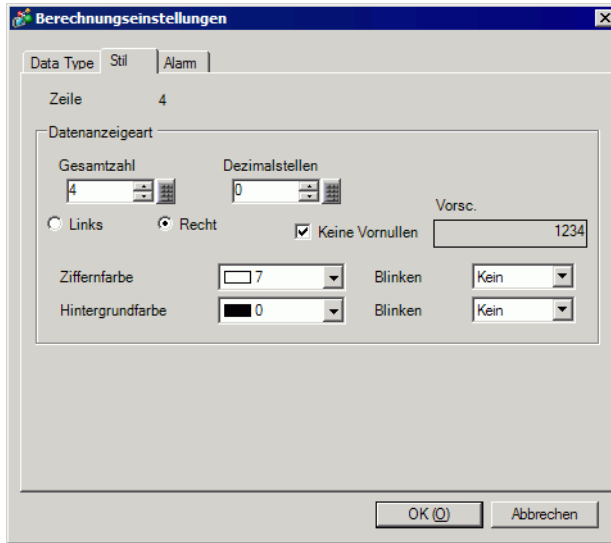 Berechnungseinstellungen
Data Type Stil Alarm
Zeile 4
Datenanzeigeart
Gesamtzahl Dezimalstellen
4 0
Vorsc.
Links Recht Keine Vornullen 1234
Ziffernfarbe 7 Blinken Kein
Hintergrundfarbe 0 Blinken Kein
OK (O) Abbrechen